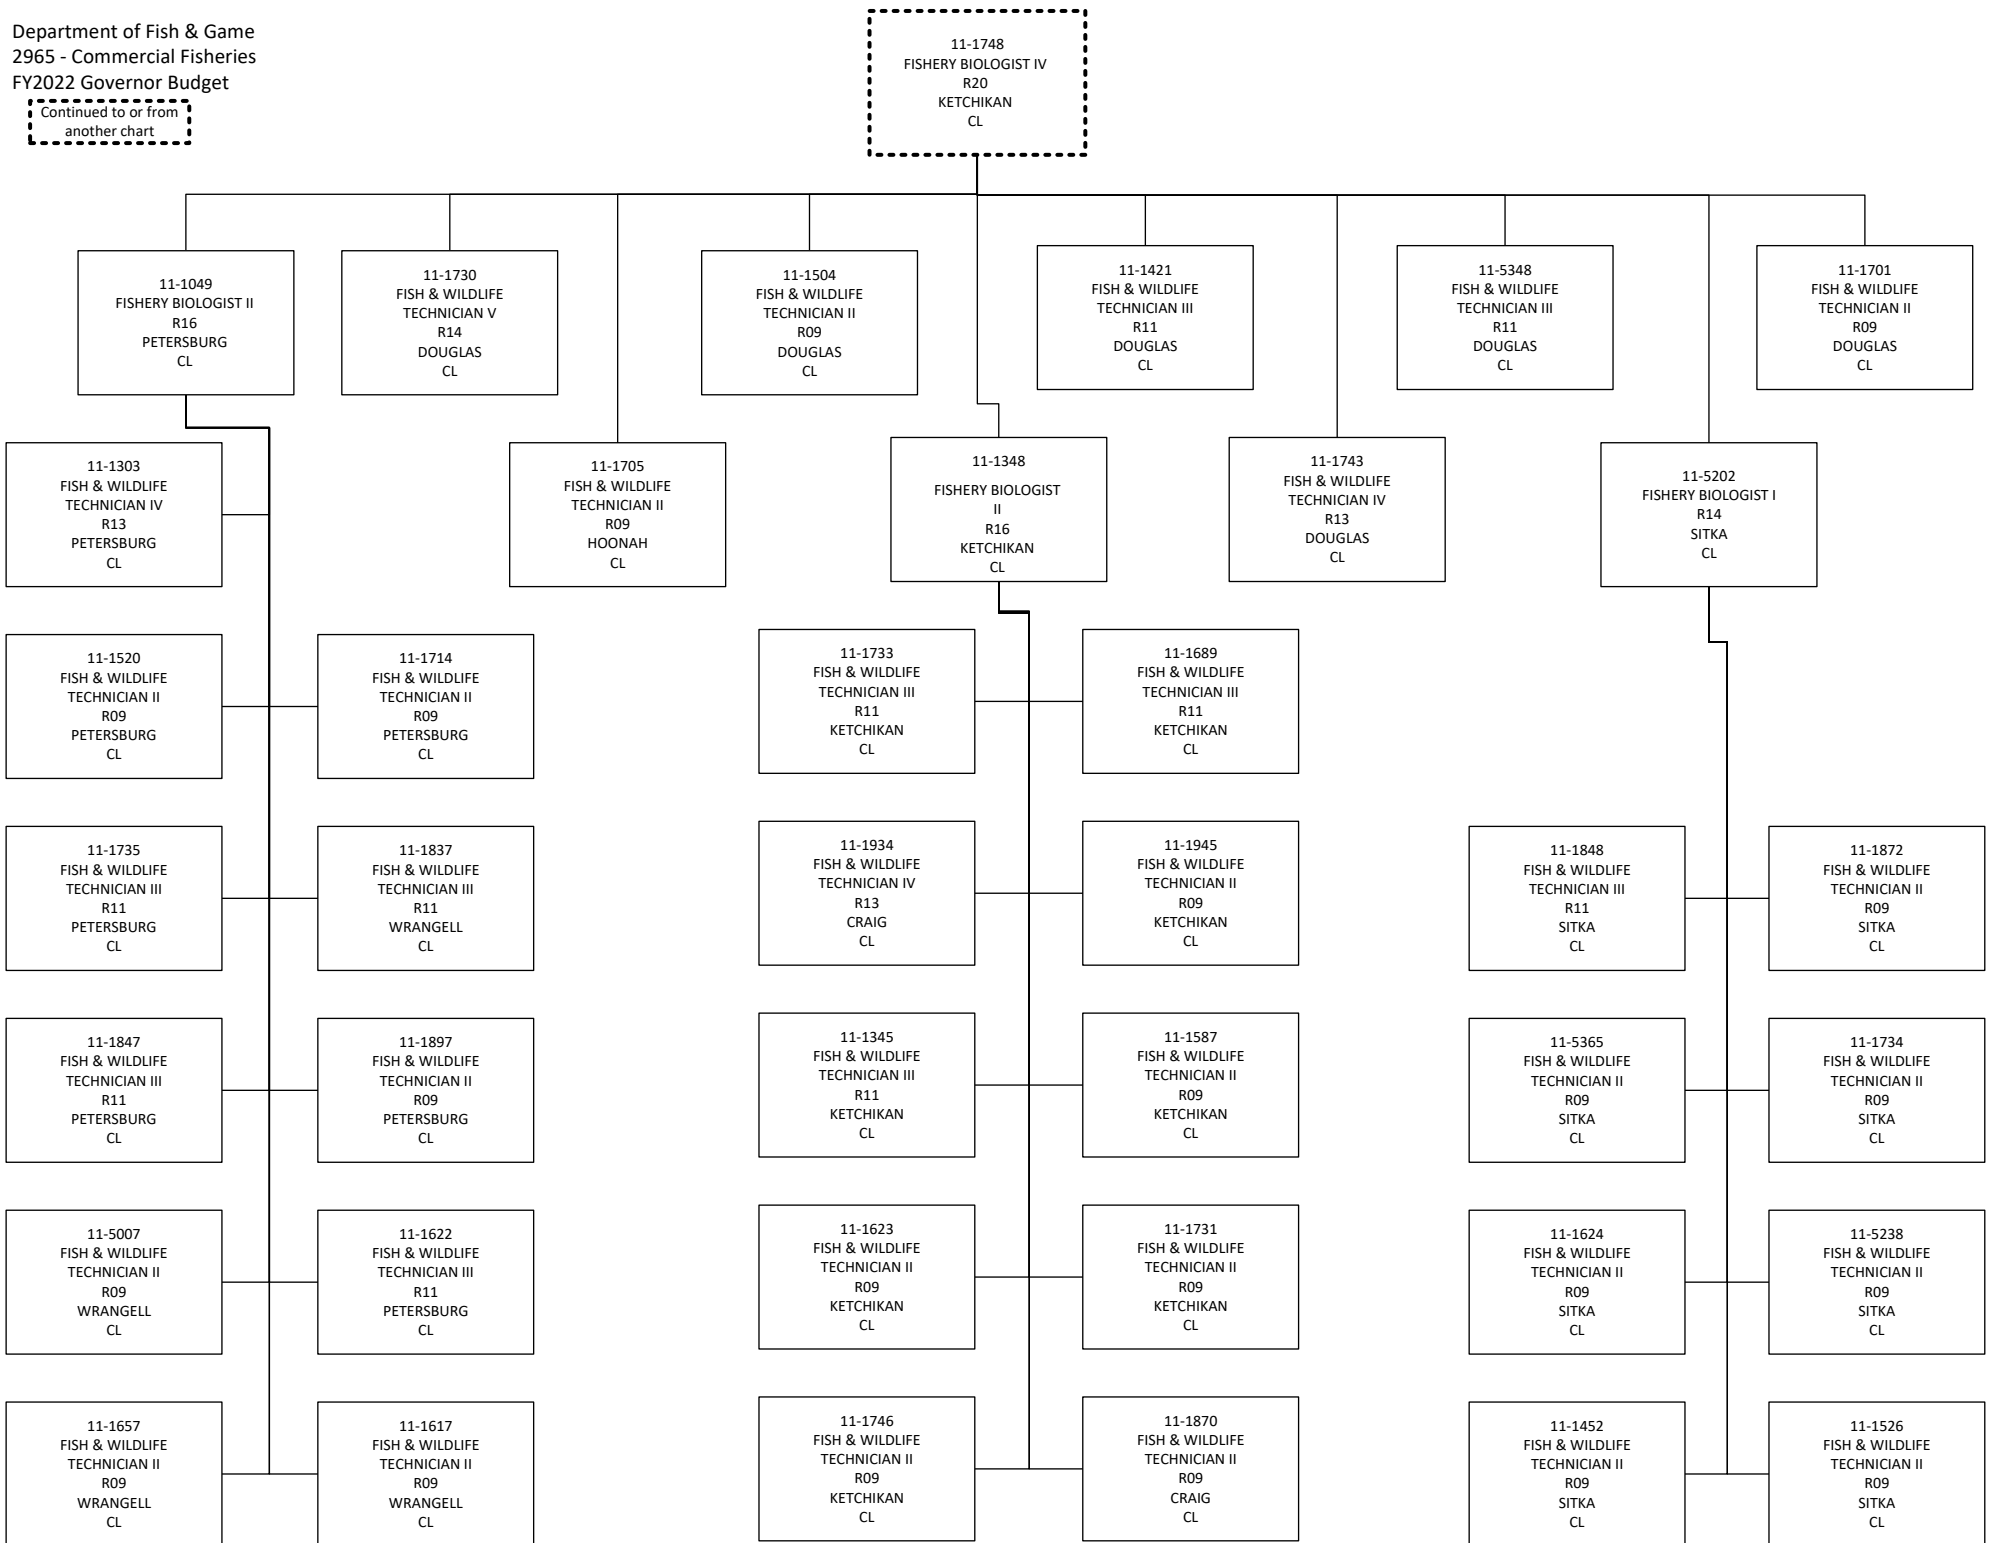 Department of Fish & Game
2965 - Commercial Fisheries
FY2022 Governor Budget
Continued to or from
another chart
11-1748
FISHERY BIOLOGIST IV
R20
KETCHIKAN
CL
11-1049
FISHERY BIOLOGIST II
R16
PETERSBURG
CL
11-1730
FISH & WILDLIFE
TECHNICIAN V
R14
DOUGLAS
CL
11-1504
FISH & WILDLIFE
TECHNICIAN II
R09
DOUGLAS
CL
11-1421
FISH & WILDLIFE
TECHNICIAN III
R11
DOUGLAS
CL
11-5348
FISH & WILDLIFE
TECHNICIAN III
R11
DOUGLAS
CL
11-1701
FISH & WILDLIFE
TECHNICIAN II
R09
DOUGLAS
CL
11-1303
FISH & WILDLIFE
TECHNICIAN IV
R13
PETERSBURG
CL
11-1705
FISH & WILDLIFE
TECHNICIAN II
R09
HOONAH
CL
11-1348
FISHERY BIOLOGIST
II
R16
KETCHIKAN
CL
11-1743
FISH & WILDLIFE
TECHNICIAN IV
R13
DOUGLAS
CL
11-5202
FISHERY BIOLOGIST I
R14
SITKA
CL
11-1520
FISH & WILDLIFE
TECHNICIAN II
R09
PETERSBURG
CL
11-1714
FISH & WILDLIFE
TECHNICIAN II
R09
PETERSBURG
CL
11-1733
FISH & WILDLIFE
TECHNICIAN III
R11
KETCHIKAN
CL
11-1689
FISH & WILDLIFE
TECHNICIAN III
R11
KETCHIKAN
CL
11-1735
FISH & WILDLIFE
TECHNICIAN III
R11
PETERSBURG
CL
11-1837
FISH & WILDLIFE
TECHNICIAN III
R11
WRANGELL
CL
11-1934
FISH & WILDLIFE
TECHNICIAN IV
R13
CRAIG
CL
11-1945
FISH & WILDLIFE
TECHNICIAN II
R09
KETCHIKAN
CL
11-1848
FISH & WILDLIFE
TECHNICIAN III
R11
SITKA
CL
11-1872
FISH & WILDLIFE
TECHNICIAN II
R09
SITKA
CL
11-1847
FISH & WILDLIFE
TECHNICIAN III
R11
PETERSBURG
CL
11-1897
FISH & WILDLIFE
TECHNICIAN II
R09
PETERSBURG
CL
11-1345
FISH & WILDLIFE
TECHNICIAN III
R11
KETCHIKAN
CL
11-1587
FISH & WILDLIFE
TECHNICIAN II
R09
KETCHIKAN
CL
11-5365
FISH & WILDLIFE
TECHNICIAN II
R09
SITKA
CL
11-1734
FISH & WILDLIFE
TECHNICIAN II
R09
SITKA
CL
11-5007
FISH & WILDLIFE
TECHNICIAN II
R09
WRANGELL
CL
11-1622
FISH & WILDLIFE
TECHNICIAN III
R11
PETERSBURG
CL
11-1623
FISH & WILDLIFE
TECHNICIAN II
R09
KETCHIKAN
CL
11-1731
FISH & WILDLIFE
TECHNICIAN II
R09
KETCHIKAN
CL
11-1624
FISH & WILDLIFE
TECHNICIAN II
R09
SITKA
CL
11-5238
FISH & WILDLIFE
TECHNICIAN II
R09
SITKA
CL
11-1657
FISH & WILDLIFE
TECHNICIAN II
R09
WRANGELL
CL
11-1617
FISH & WILDLIFE
TECHNICIAN II
R09
WRANGELL
CL
11-1746
FISH & WILDLIFE
TECHNICIAN II
R09
KETCHIKAN
CL
11-1870
FISH & WILDLIFE
TECHNICIAN II
R09
CRAIG
CL
11-1452
FISH & WILDLIFE
TECHNICIAN II
R09
SITKA
CL
11-1526
FISH & WILDLIFE
TECHNICIAN II
R09
SITKA
CL